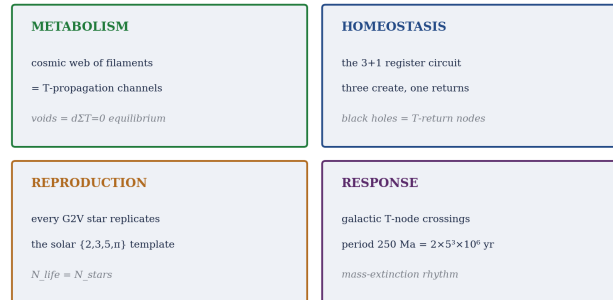 METABOLISM
cosmic web of filaments
= T-propagation channels
voids = dΣT=0 equilibrium
HOMEOSTASIS
the 3+1 register circuit
three create, one returns
black holes = T-return nodes
REPRODUCTION
every G2V star replicates
the solar {2,3,5,π} template
N_life = N_stars
RESPONSE
galactic T-node crossings
period 250 Ma = 2×5³×10⁶ yr
mass-extinction rhythm